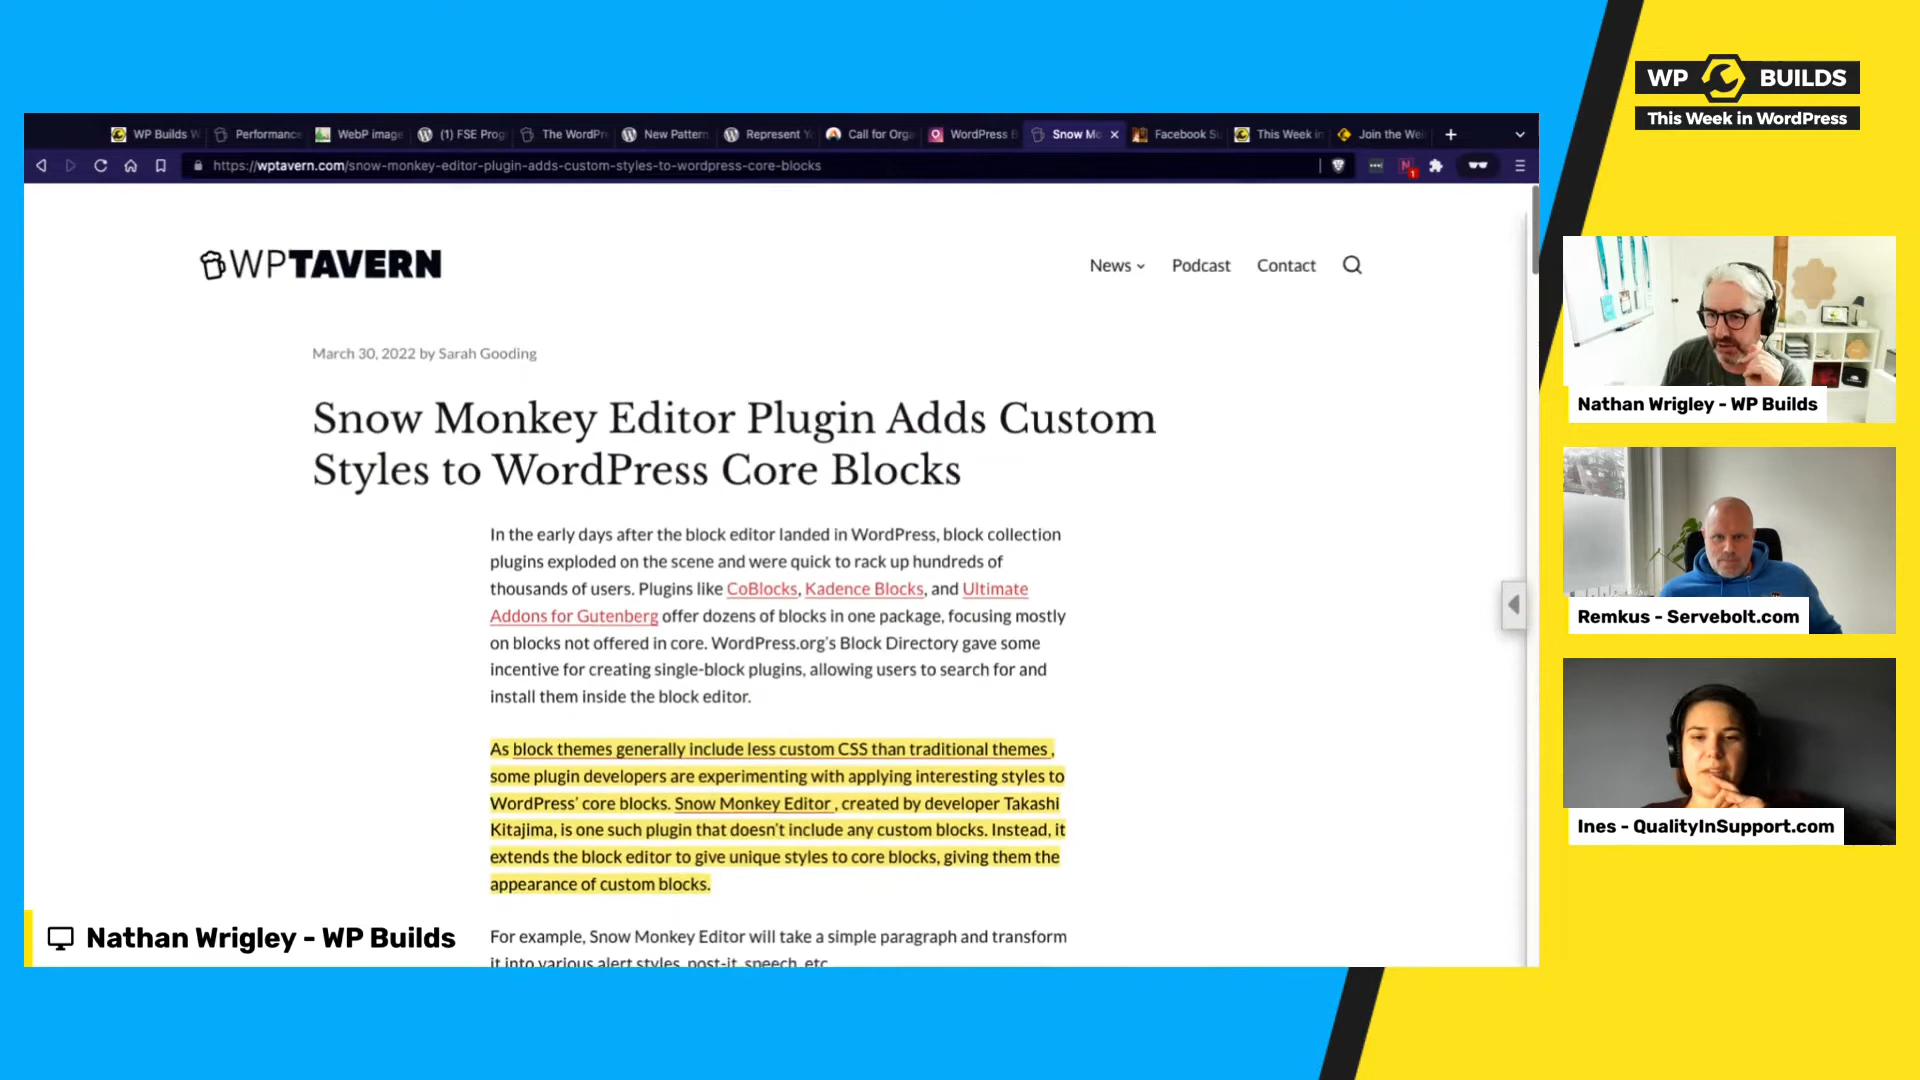 WP BUILDS
This Week in WordPress
WP Builds W
Performance
WebP image
(1) FSE Prog
The WordPr
New Pattern
Represent Y
Call for Orga
WordPress
Snow Mo
Facebook Su
This Week in
Join the We
https://wptavern.com/snow-monkey-editor-plugin-adds-custom-styles-to-wordpress-core-blocks
1
WPTAVERN
News
Podcast
Contact
March 30, 2022 by Sarah Gooding
Snow Monkey Editor Plugin Adds Custom
Styles to WordPress Core Blocks
In the early days after the block editor landed in WordPress, block collection
plugins exploded on the scene and were quick to rack up hundreds of
thousands of users. Plugins like CoBlocks, Kadence Blocks, and Ultimate
Addons for Gutenberg offer dozens of blocks in one package, focusing mostly
on blocks not offered in core. WordPress.org’s Block Directory gave some
incentive for creating single-block plugins, allowing users to search for and
install them inside the block editor.
As block themes generally include less custom CSS than traditional themes ,
some plugin developers are experimenting with applying interesting styles to
WordPress’ core blocks. Snow Monkey Editor , created by developer Takashi
Kitajima, is one such plugin that doesn’t include any custom blocks. Instead, it
extends the block editor to give unique styles to core blocks, giving them the
appearance of custom blocks.
For example, Snow Monkey Editor will take a simple paragraph and transform
it into various alert styles, post-it, speech, etc.
Nathan Wrigley - WP Builds
Nathan Wrigley - WP Builds
Remkus - Servebolt.com
Ines - QualityInSupport.com